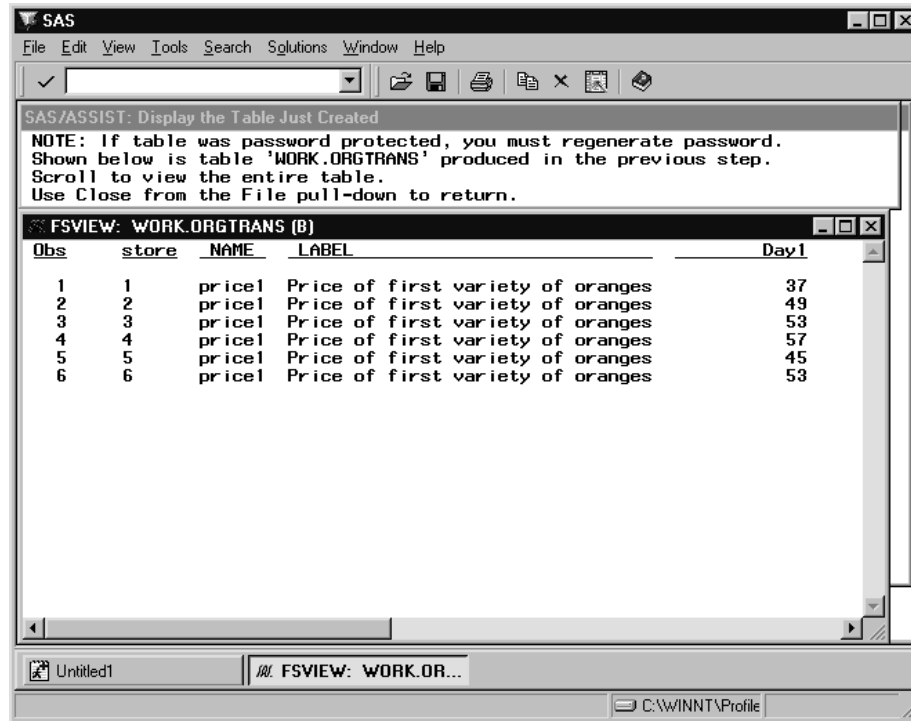 SAS
File Edit View Tools Search Solutions Window Help
SAS/ASSIST: Display the Table Just Created
NOTE: If table was password protected, you must regenerate password.
Shown below is table 'WORK.ORGTRANS' produced in the previous step.
Scroll to view the entire table.
Use Close from the File pull-down to return.
FSVIEW: WORK.ORGTRANS (B)
Obs store _NAME_ _LABEL_ Day1
1 1 price1 Price of first variety of oranges 37
2 2 price1 Price of first variety of oranges 49
3 3 price1 Price of first variety of oranges 53
4 4 price1 Price of first variety of oranges 57
5 5 price1 Price of first variety of oranges 45
6 6 price1 Price of first variety of oranges 53
Untitled1 FSVIEW: WORK.OR...
C:\WINNT\Profile